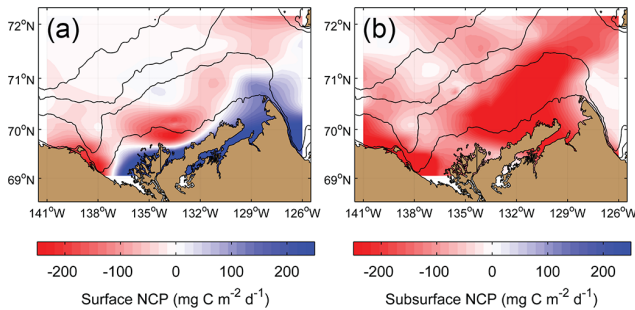 (a)
(b)
72°N
71°N
70°N
69°N
141°W 138°W 135°W 132°W 129°W 126°W
72°N
71°N
70°N
69°N
141°W 138°W 135°W 132°W 129°W 126°W
-200 -100 0 100 200
Surface NCP (mg C m⁻² d⁻¹)
-200 -100 0 100 200
Subsurface NCP (mg C m⁻² d⁻¹)